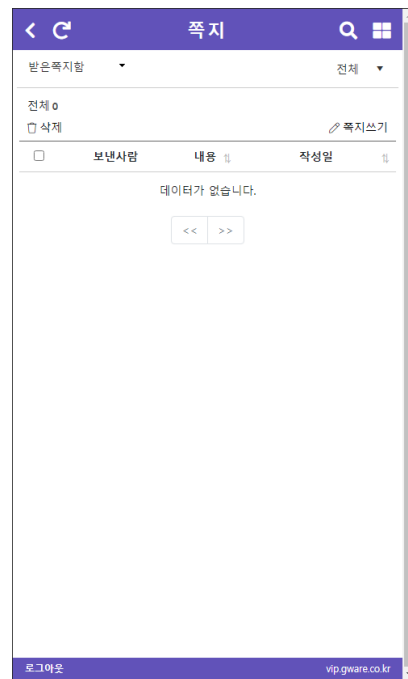 쪽지
받은쪽지함 전체
전체 0
삭제 쪽지쓰기
보낸사람 내용 작성일
데이터가 없습니다.
<< >>
로그아웃 vip.gware.co.kr